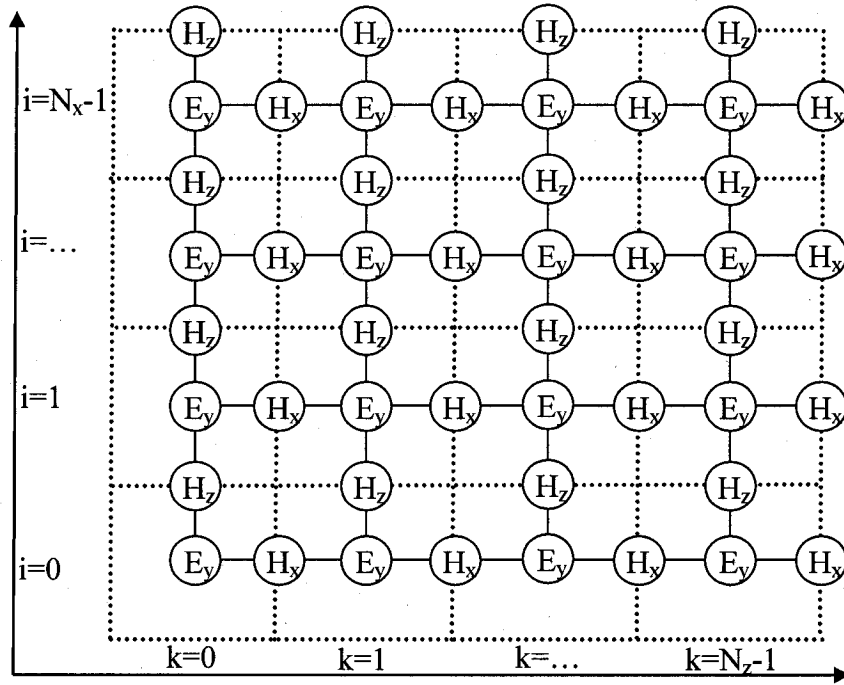 H_z H_z H_z H_z
i=N_x-1 E_y H_x E_y H_x E_y H_x E_y H_x
H_z H_z H_z H_z
i=... E_y H_x E_y H_x E_y H_x E_y H_x
H_z H_z H_z H_z
i=1 E_y H_x E_y H_x E_y H_x E_y H_x
H_z H_z H_z H_z
i=0 E_y H_x E_y H_x E_y H_x E_y H_x
k=0 k=1 k=... k=N_z-1